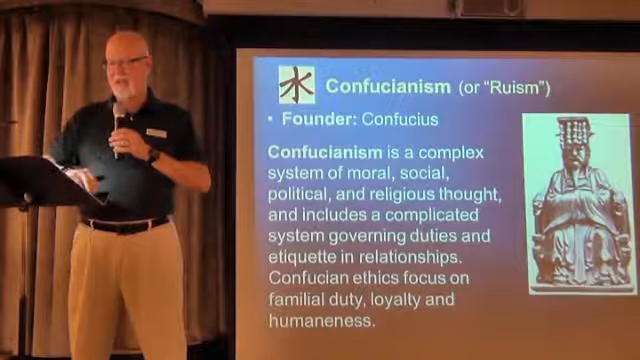 水
Confucianism (or “Ruism”)
• Founder: Confucius
Confucianism is a complex
system of moral, social,
political, and religious thought,
and includes a complicated
system governing duties and
etiquette in relationships.
Confucian ethics focus on
familial duty, loyalty and
humaneness.